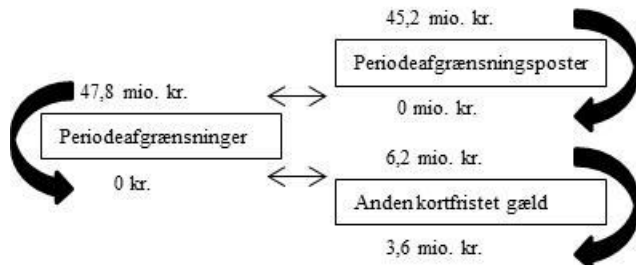 47,8 mio. kr.
Periodeafgrænsninger
0 kr.
45,2 mio. kr.
Periodeafgrænsningsposter
0 mio. kr.
6,2 mio. kr.
Anden kortfristet gæld
3,6 mio. kr.